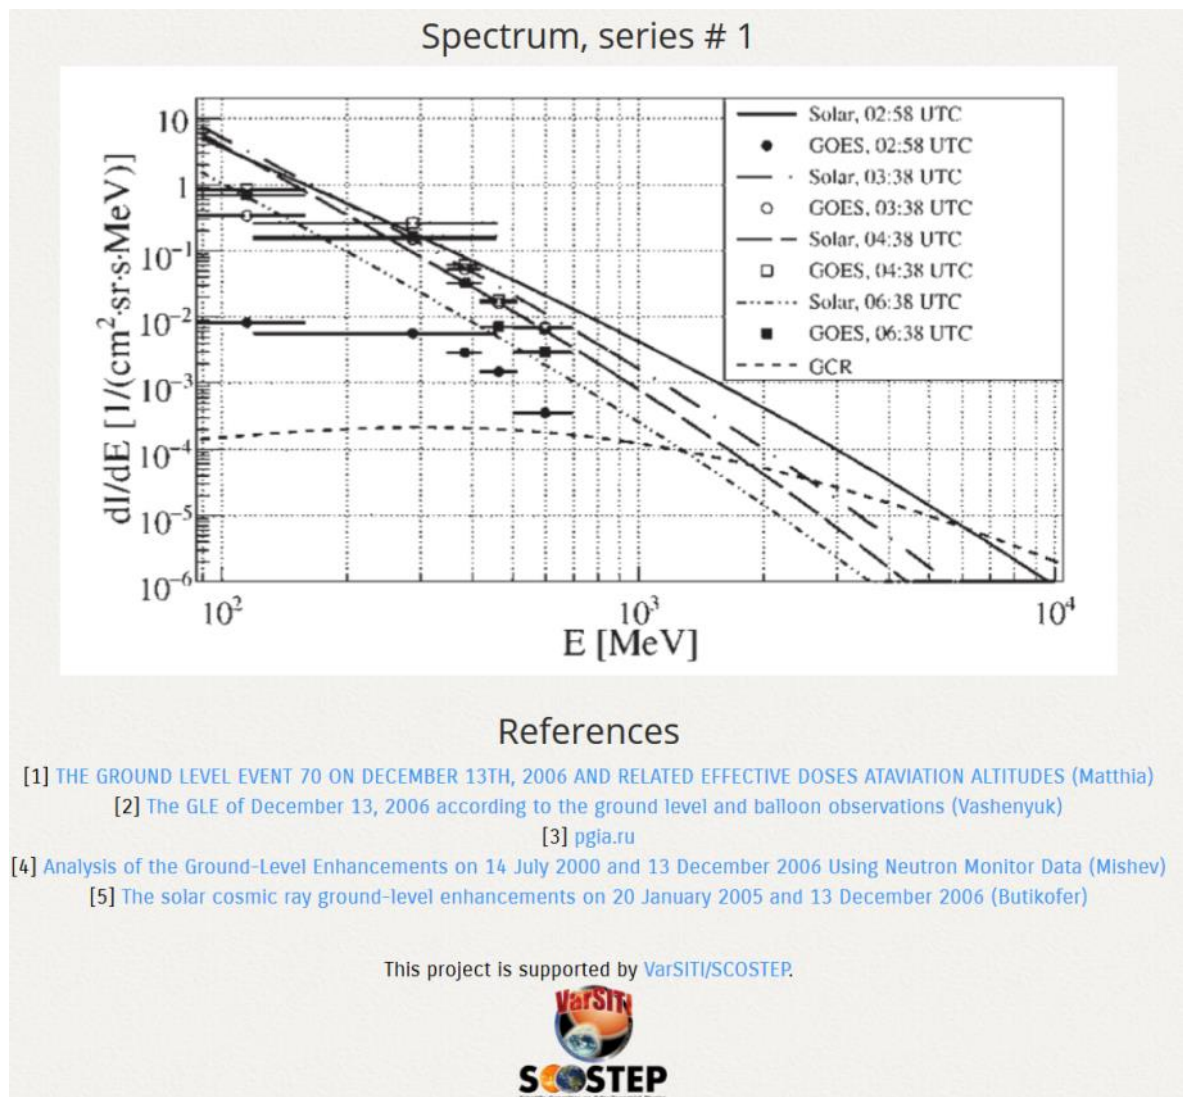 Spectrum, series # 1
10
1
10⁻¹
10⁻²
10⁻³
10⁻⁴
10⁻⁵
10⁻⁶
dI/dE [1/(cm²·sr·s·MeV)]
Solar, 02:58 UTC
GOES, 02:58 UTC
Solar, 03:38 UTC
GOES, 03:38 UTC
Solar, 04:38 UTC
GOES, 04:38 UTC
Solar, 06:38 UTC
GOES, 06:38 UTC
GCR
10² 10³ 10⁴
E [MeV]
References
[1] THE GROUND LEVEL EVENT 70 ON DECEMBER 13TH, 2006 AND RELATED EFFECTIVE DOSES ATAVIATION ALTITUDES (Matthia)
[2] The GLE of December 13, 2006 according to the ground level and balloon observations (Vashenyuk)
[3] pgia.ru
[4] Analysis of the Ground-Level Enhancements on 14 July 2000 and 13 December 2006 Using Neutron Monitor Data (Mishev)
[5] The solar cosmic ray ground-level enhancements on 20 January 2005 and 13 December 2006 (Butikofer)
This project is supported by VarSITI/SCOSTEP.
VarSITI
SCOSTEP